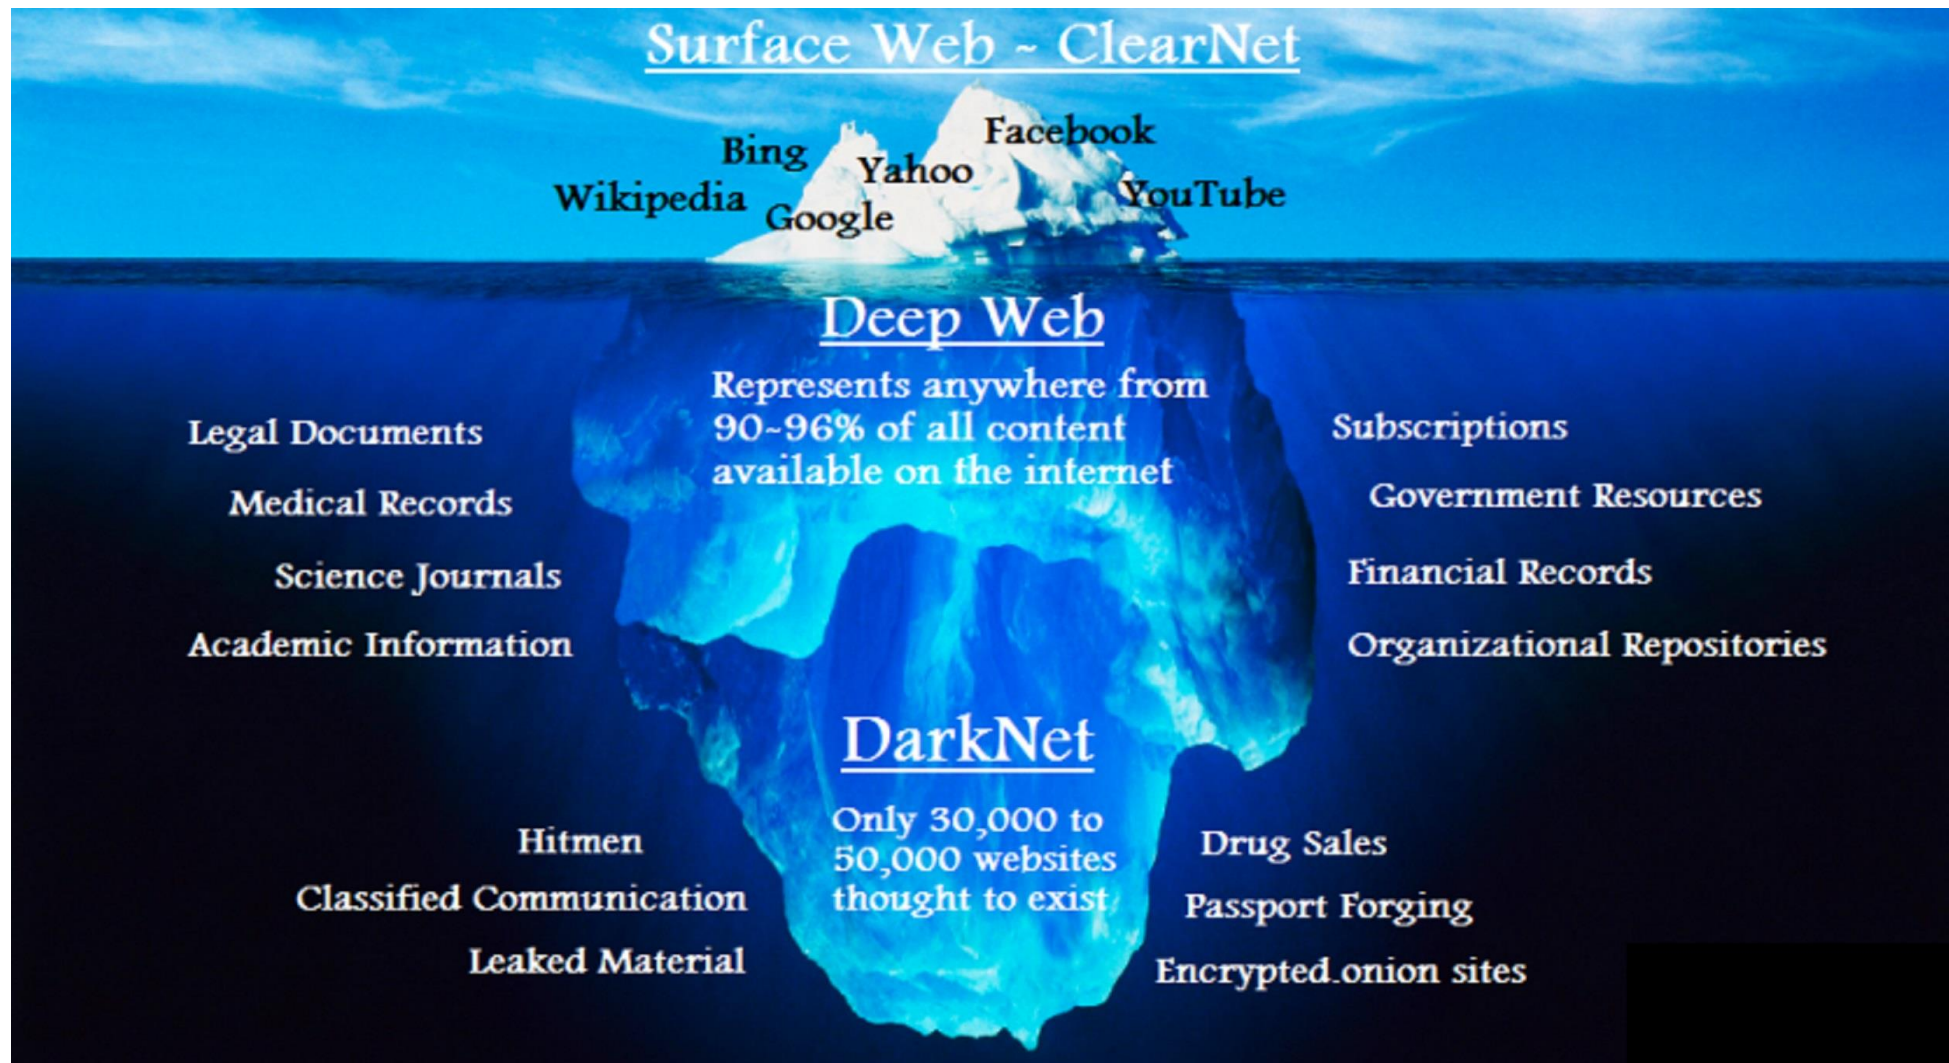 Surface Web ~ ClearNet
Facebook
Bing
Yahoo
Wikipedia
YouTube
Google
Deep Web
Represents anywhere from
90~96% of all content
available on the internet
Legal Documents
Subscriptions
Medical Records
Government Resources
Science Journals
Financial Records
Academic Information
Organizational Repositories
DarkNet
Only 30,000 to
50,000 websites
thought to exist
Hitmen
Drug Sales
Classified Communication
Passport Forging
Leaked Material
Encrypted.onion sites